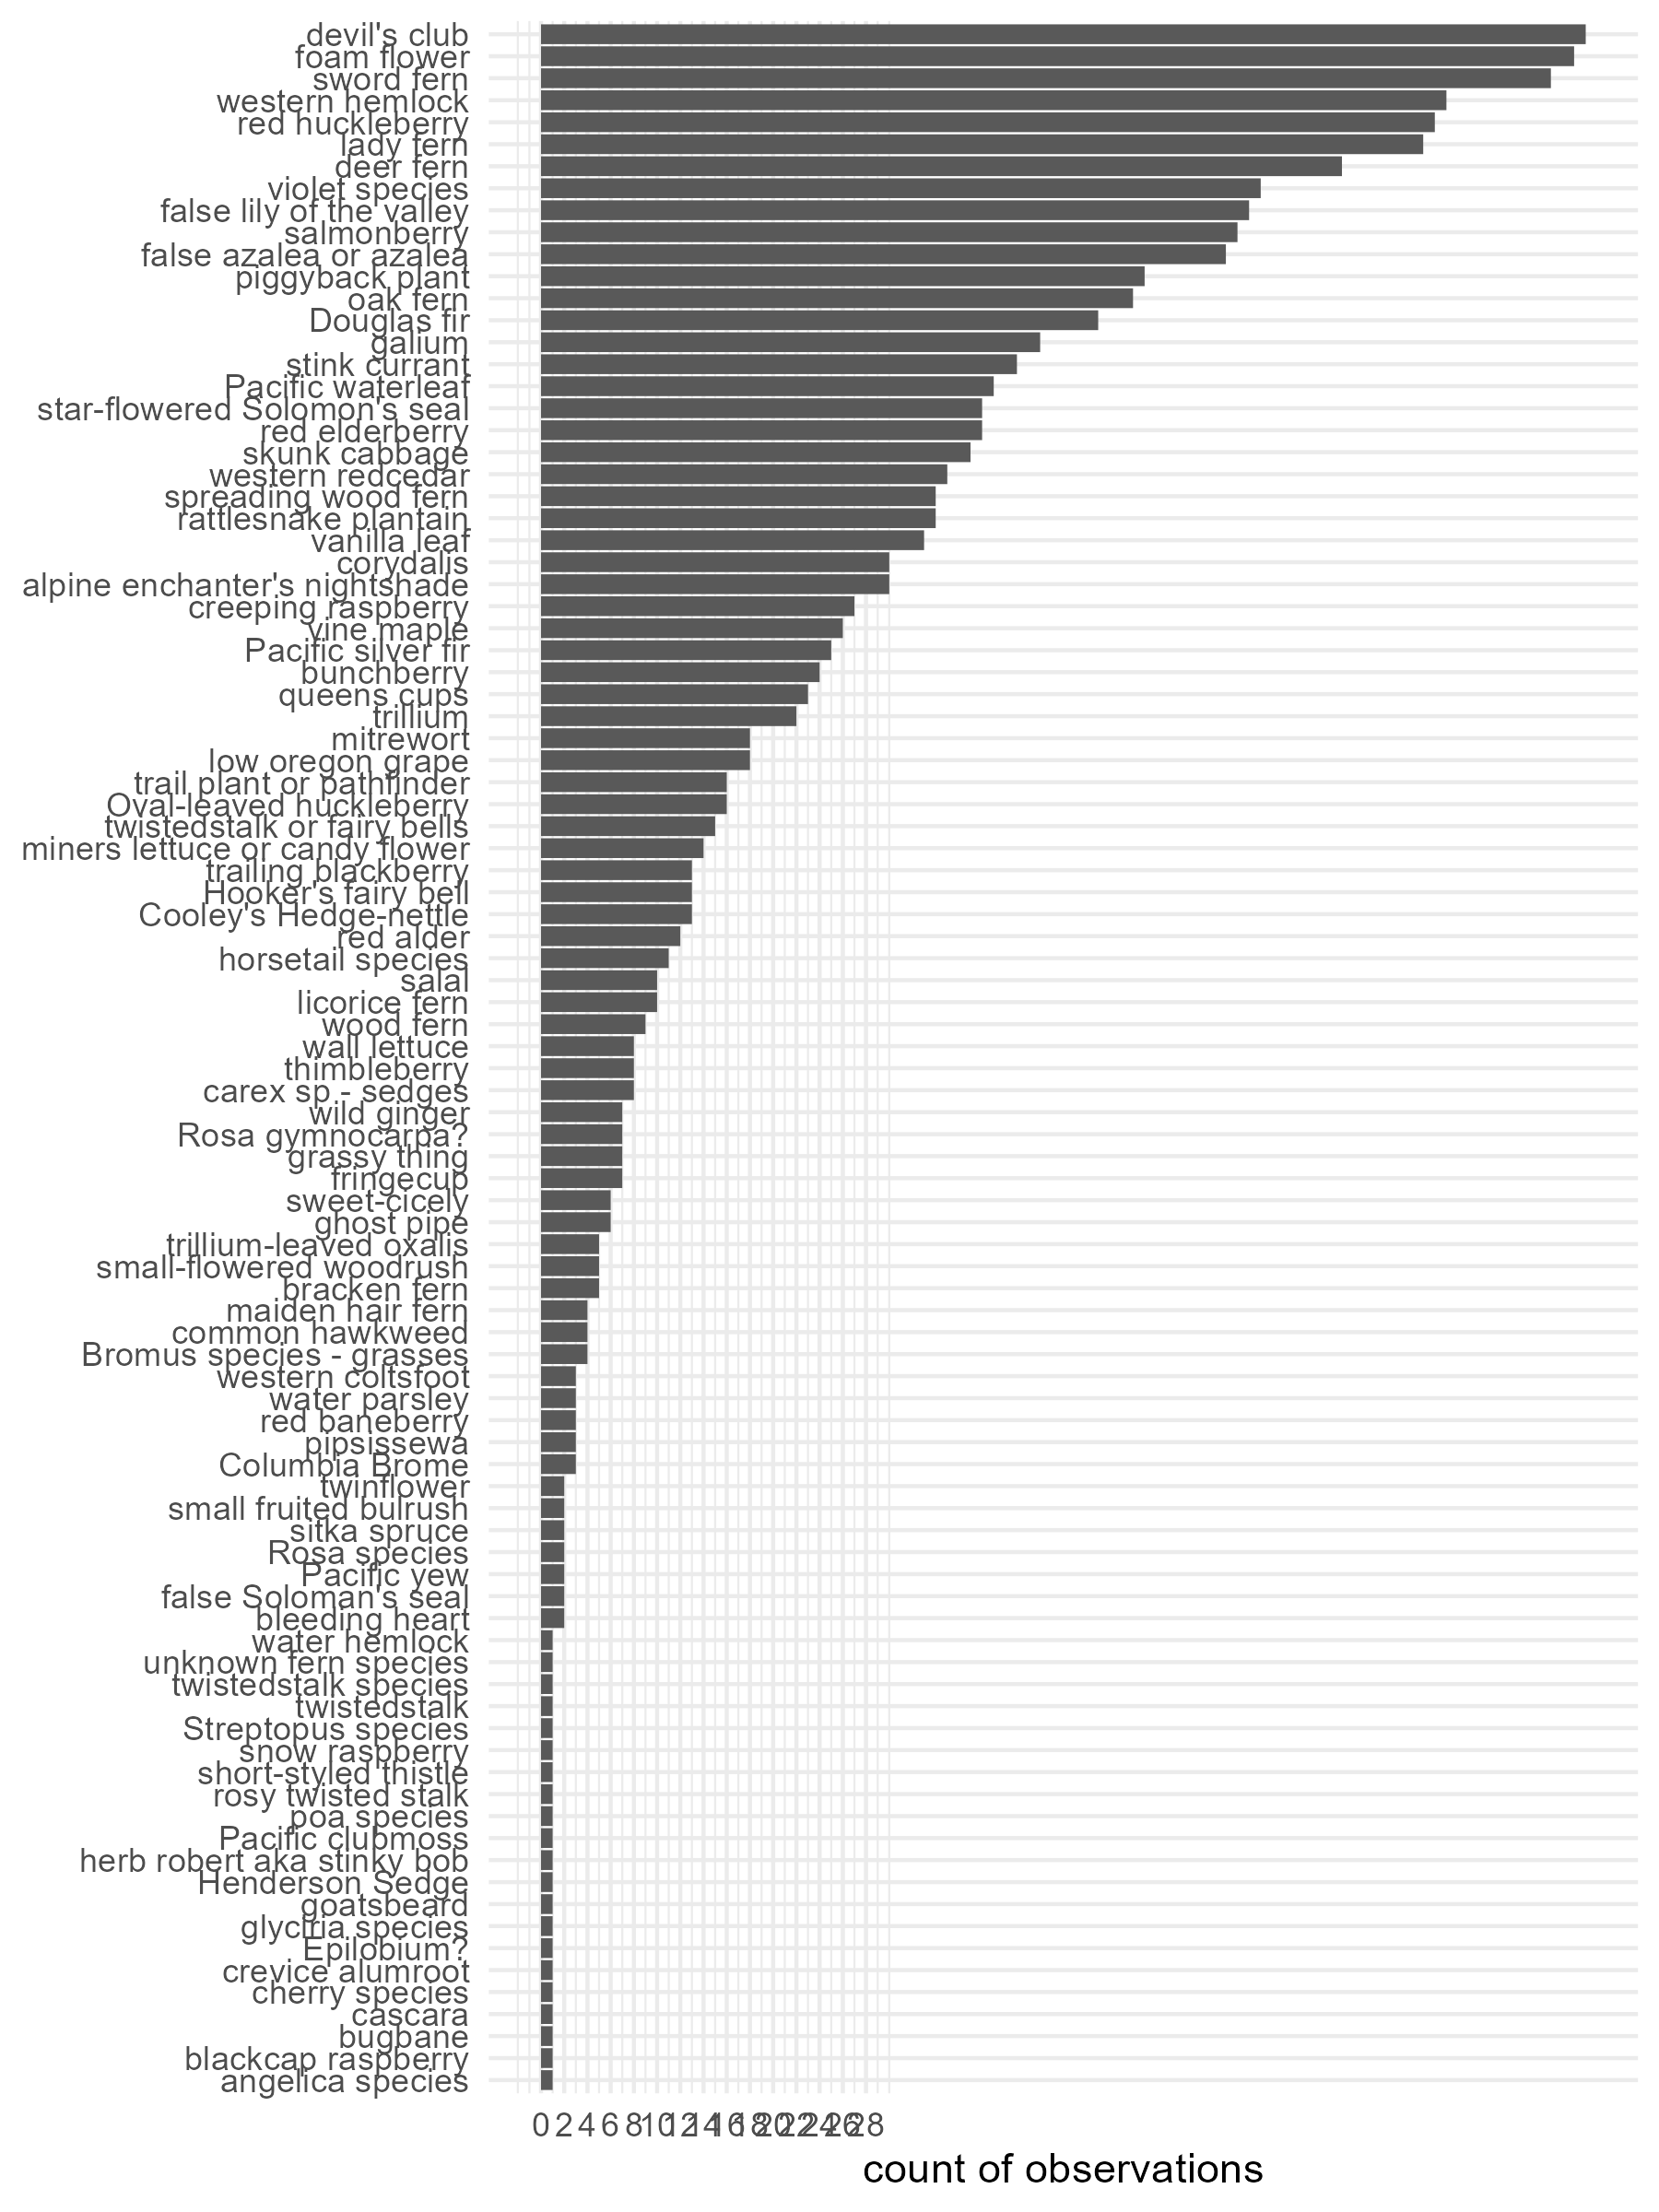 devil's club
foam flower
sword fern
western hemlock
red huckleberry
lady fern
deer fern
violet species
false lily of the valley
salmonberry
false azalea or azalea
piggyback plant
oak fern
Douglas fir
galium
stink currant
Pacific waterleaf
star-flowered Solomon's seal
red elderberry
skunk cabbage
western redcedar
spreading wood fern
rattlesnake plantain
vanilla leaf
corydalis
alpine enchanter's nightshade
creeping raspberry
vine maple
Pacific silver fir
bunchberry
queens cups
trillium
mitrewort
low oregon grape
trail plant or pathfinder
Oval-leaved huckleberry
twistedstalk or fairy bells
miners lettuce or candy flower
trailing blackberry
Hooker's fairy bell
Cooley's Hedge-nettle
red alder
horsetail species
salal
licorice fern
wood fern
wall lettuce
thimbleberry
carex sp - sedges
wild ginger
Rosa gymnocarpa?
grassy thing
fringecup
sweet-cicely
ghost pipe
trillium-leaved oxalis
small-flowered woodrush
bracken fern
maiden hair fern
common hawkweed
Bromus species - grasses
western coltsfoot
water parsley
red baneberry
pipsissewa
Columbia Brome
twinflower
small fruited bulrush
sitka spruce
Rosa species
Pacific yew
false Soloman's seal
bleeding heart
water hemlock
unknown fern species
twistedstalk species
twistedstalk
Streptopus species
snow raspberry
short-styled thistle
rosy twisted stalk
poa species
Pacific clubmoss
herb robert aka stinky bob
Henderson Sedge
goatsbeard
glyciria species
Epilobium?
crevice alumroot
cherry species
cascara
bugbane
blackcap raspberry
angelica species
0 2 4 6 8 10 12 14 16 18 20 22 24 26 28
count of observations